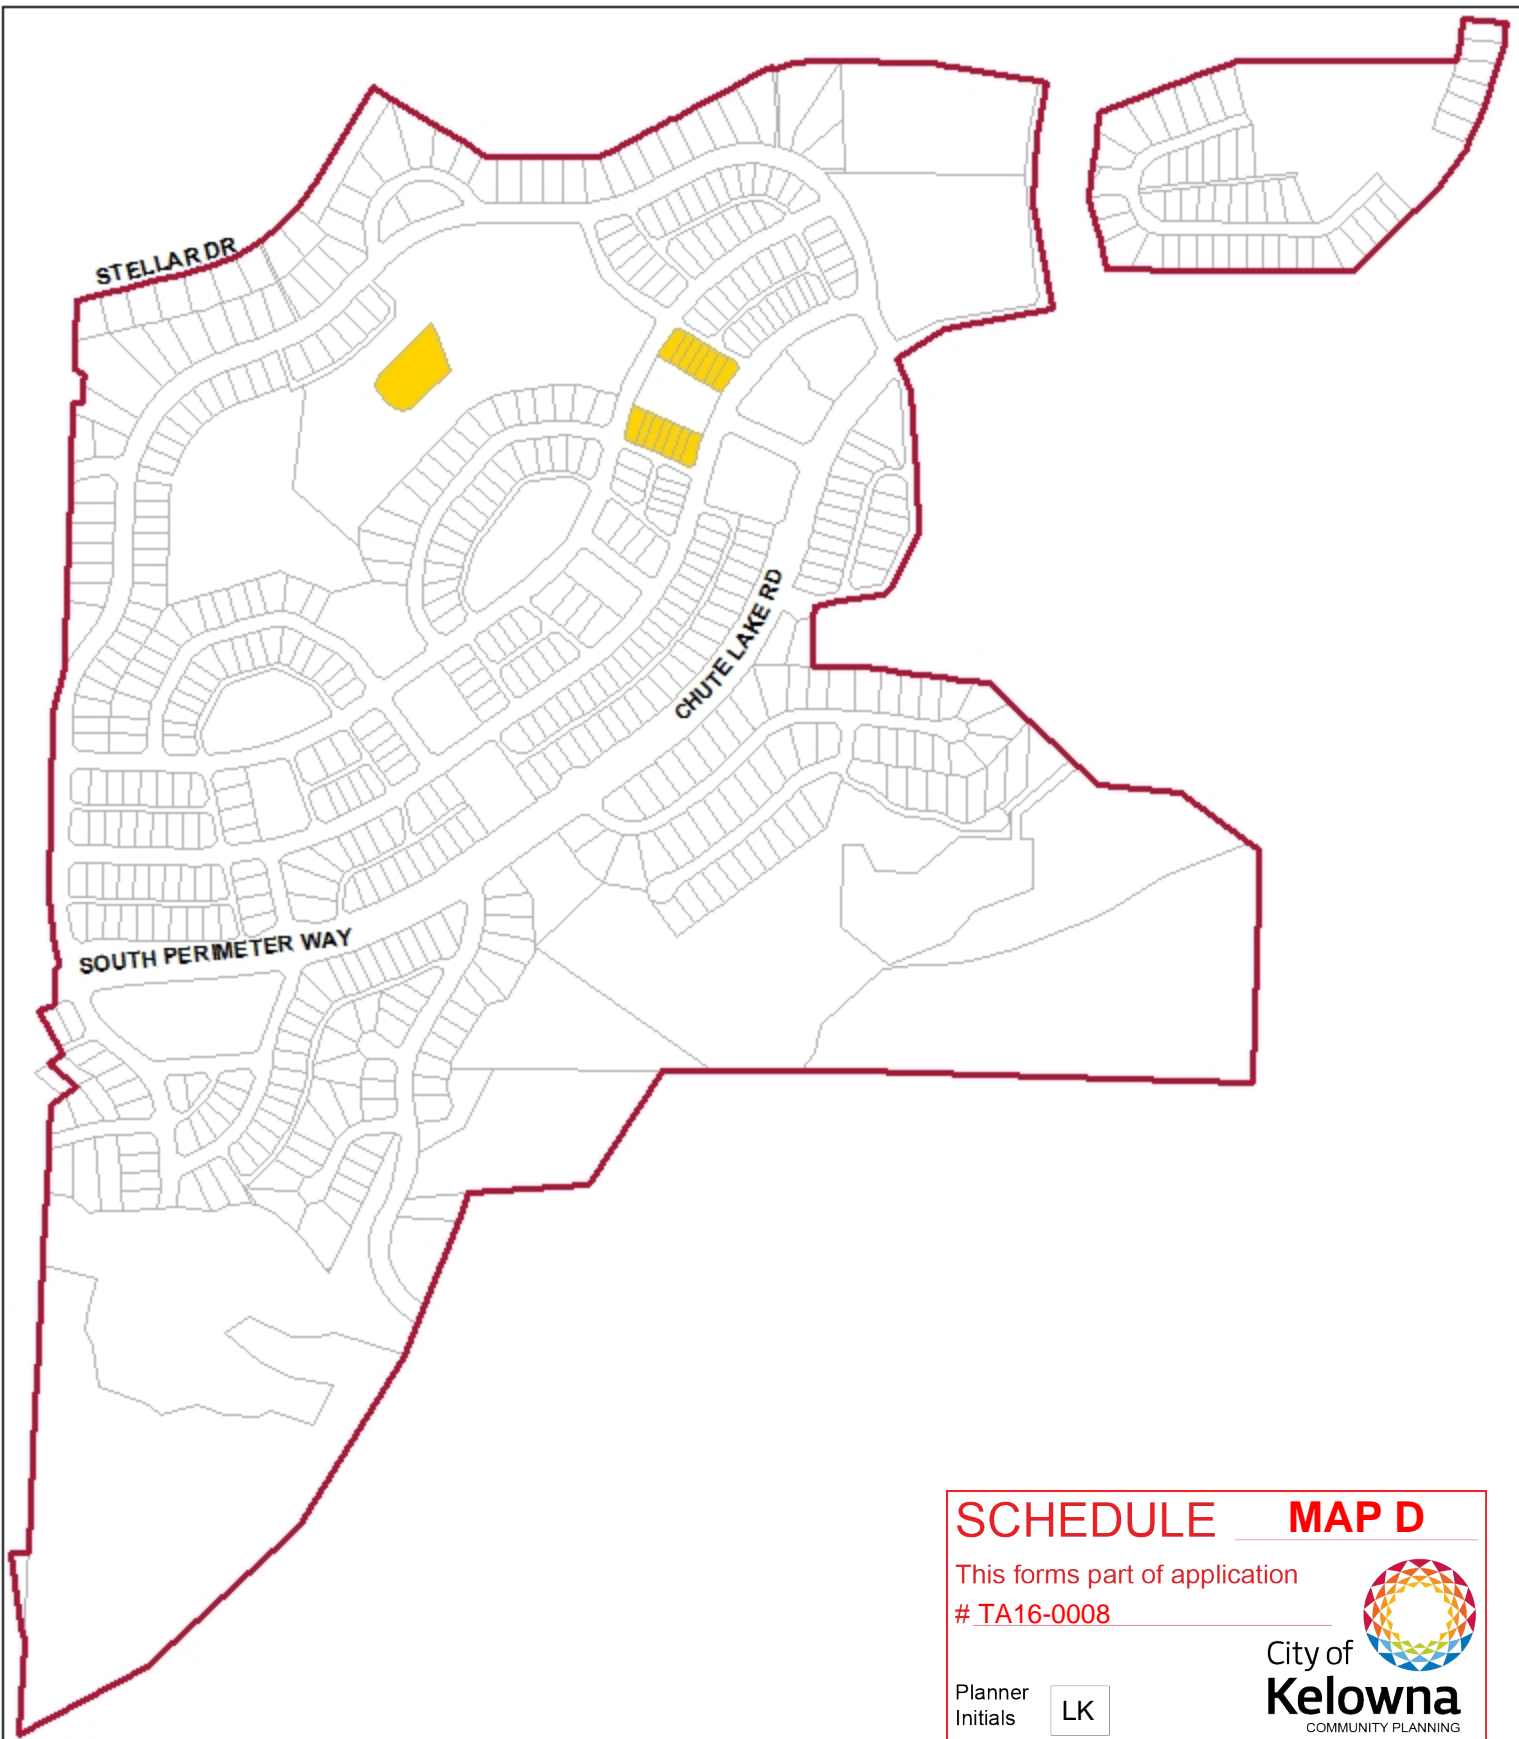 STELLAR DR
CHUTE LAKE RD
SOUTH PERIMETER WAY
SCHEDULE MAP D
This forms part of application
# TA16-0008
City of
Kelowna
COMMUNITY PLANNING
Planner
Initials
LK